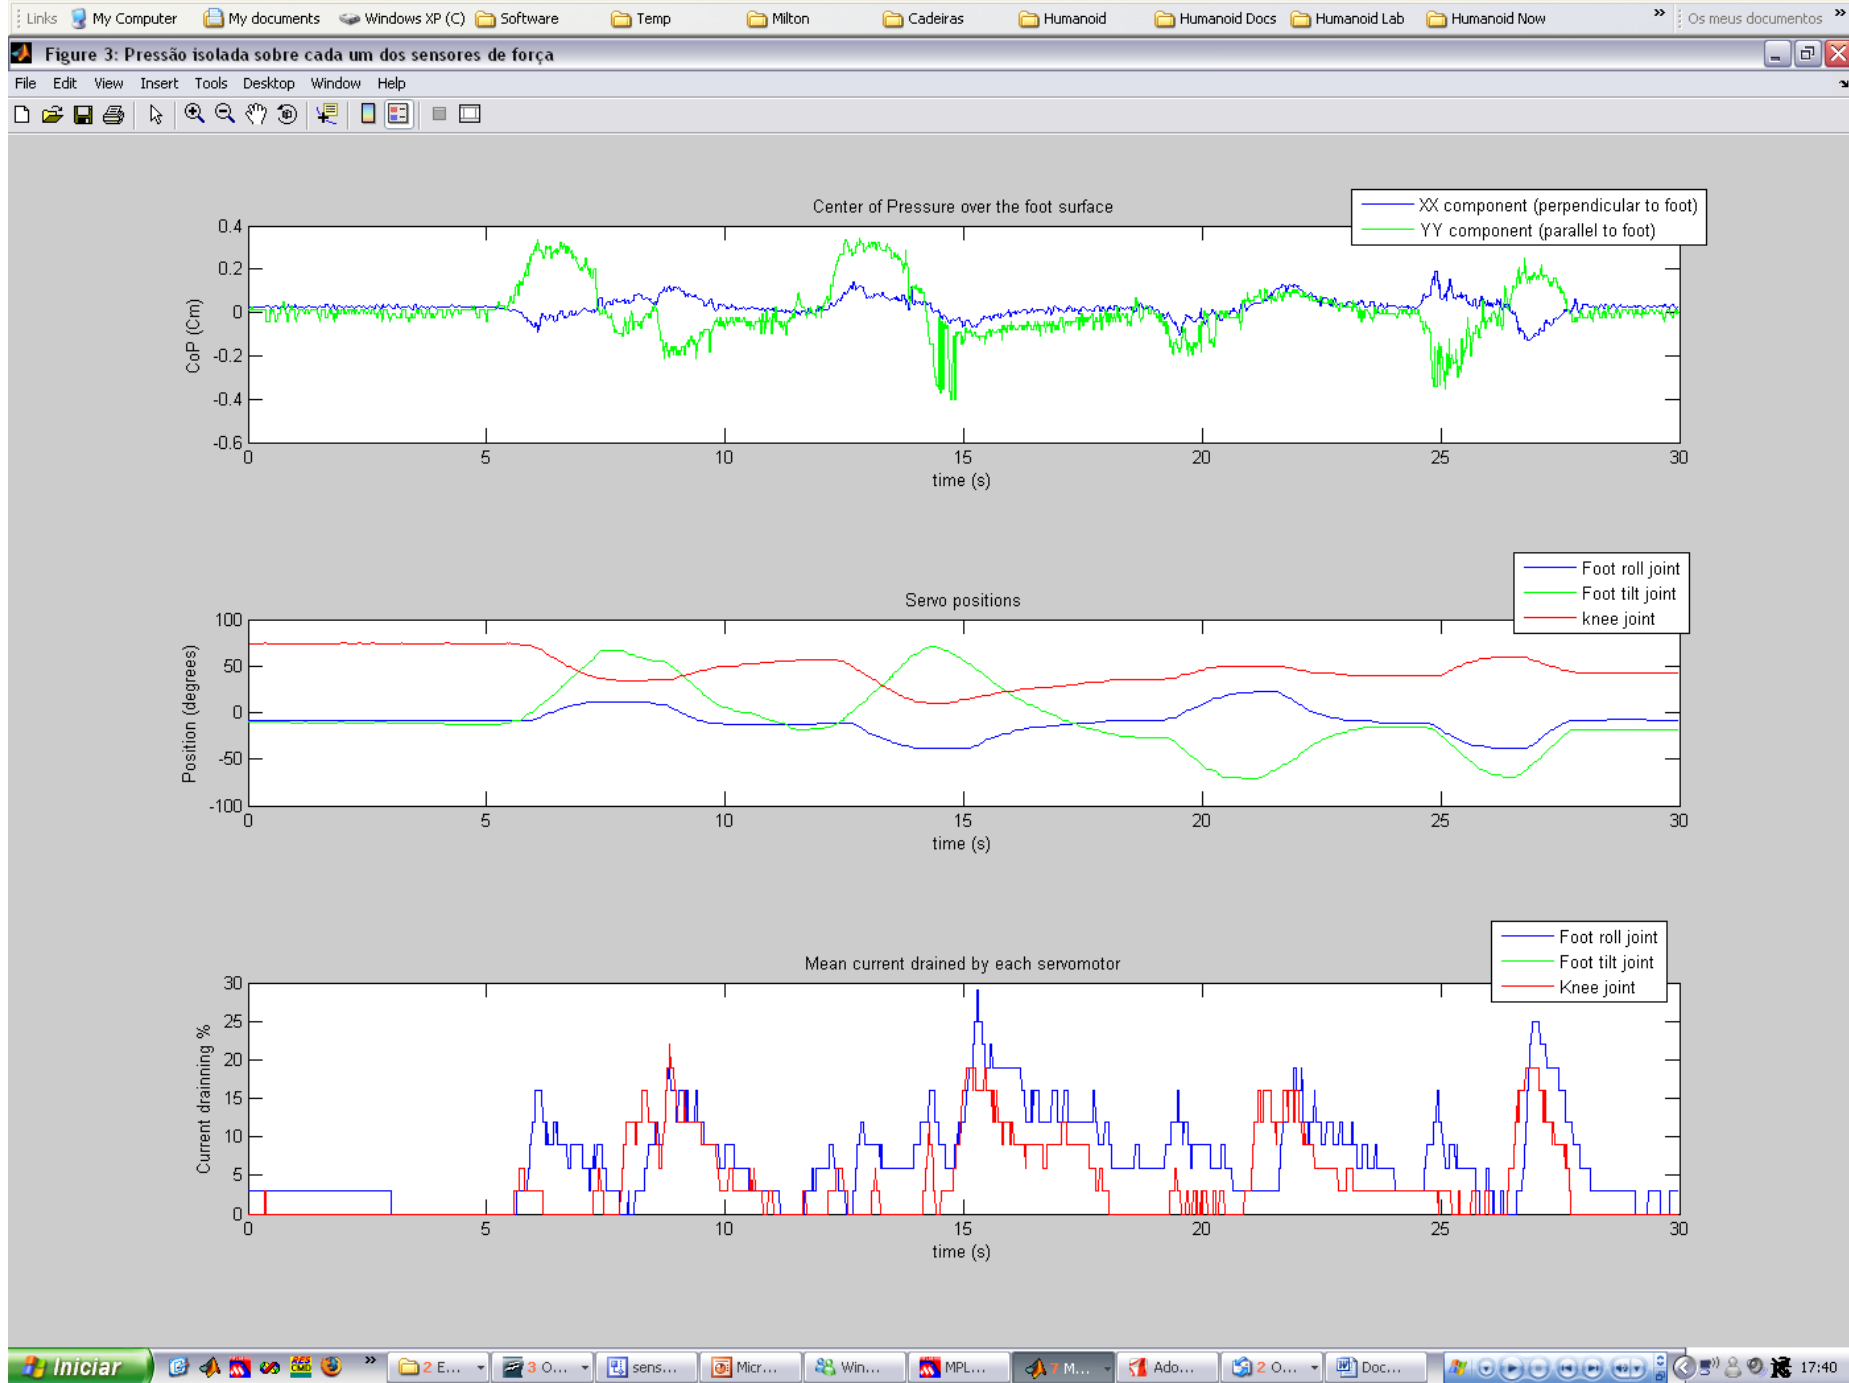 Links My Computer My documents Windows XP (C) Software Temp Milton Cadeiras Humanoid Humanoid Docs Humanoid Lab Humanoid Now » Os meus documentos »
Figure 3: Pressão isolada sobre cada um dos sensores de força
File Edit View Insert Tools Desktop Window Help
Center of Pressure over the foot surface
XX component (perpendicular to foot)
YY component (parallel to foot)
CoP (Cm)
0.4
0.2
0
-0.2
-0.4
-0.6
0 5 10 15 20 25 30
time (s)
Servo positions
Foot roll joint
Foot tilt joint
knee joint
Position (degrees)
100
50
0
-50
-100
0 5 10 15 20 25 30
time (s)
Mean current drained by each servomotor
Foot roll joint
Foot tilt joint
Knee joint
Current drainning %
30
25
20
15
10
5
0
0 5 10 15 20 25 30
time (s)
Iniciar » 2 E... 3 O... sens... Micr... Win... MPL... 7 M... Ado... 2 O... Doc... 17:40